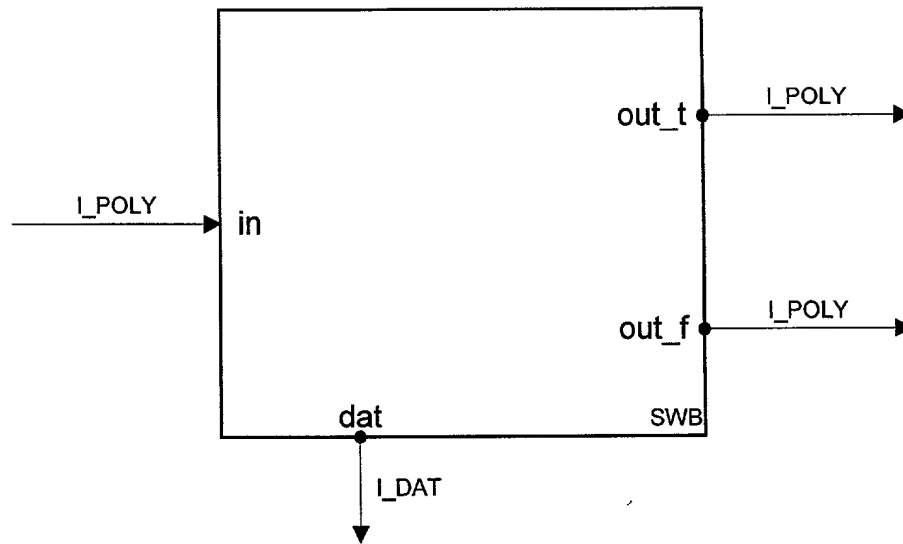 out_t
I_POLY
I_POLY
in
out_f
I_POLY
dat
SWB
I_DAT